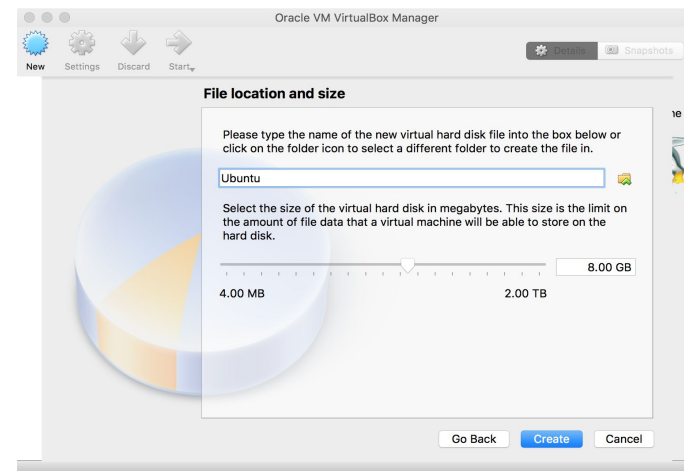 Oracle VM VirtualBox Manager
New Settings Discard Start
Details Snapshots
File location and size
Please type the name of the new virtual hard disk file into the box below or
click on the folder icon to select a different folder to create the file in.
Ubuntu
Select the size of the virtual hard disk in megabytes. This size is the limit on
the amount of file data that a virtual machine will be able to store on the
hard disk.
8.00 GB
4.00 MB 2.00 TB
Go Back Create Cancel